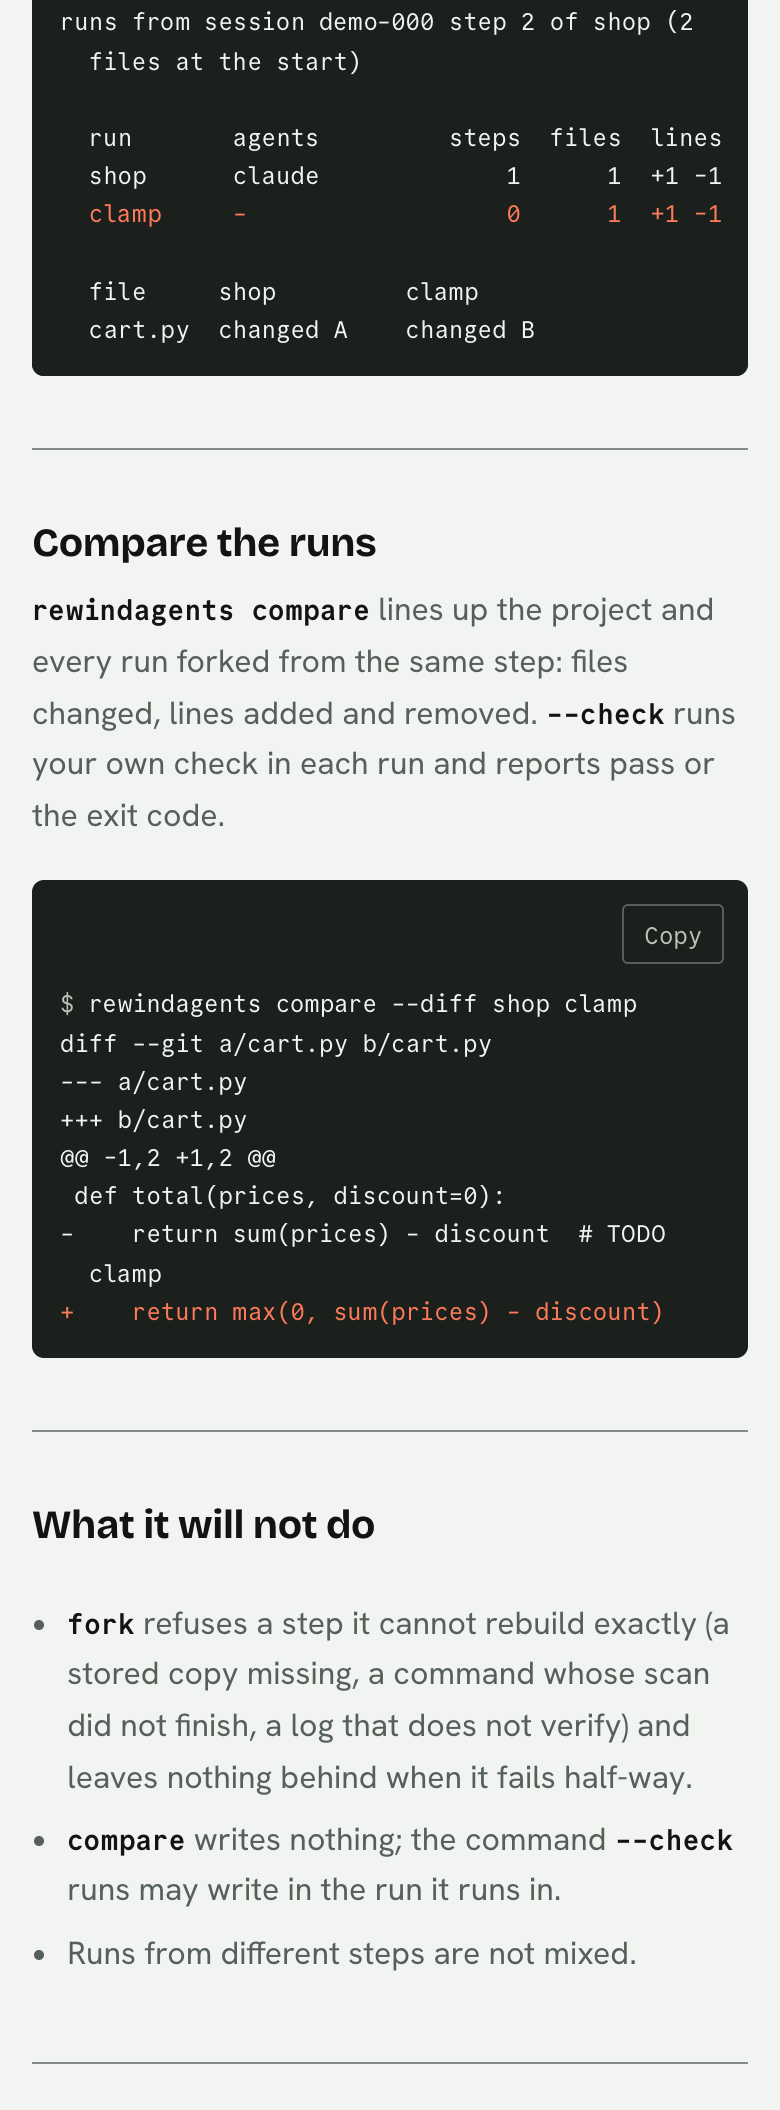 runs from session demo-000 step 2 of shop (2
files at the start)
run agents steps files lines
shop claude 1 1 +1 -1
clamp - 0 1 +1 -1
file shop clamp
cart.py changed A changed B
Compare the runs
rewindagents compare lines up the project and
every run forked from the same step: files
changed, lines added and removed. --check runs
your own check in each run and reports pass or
the exit code.
Copy
$ rewindagents compare --diff shop clamp
diff --git a/cart.py b/cart.py
--- a/cart.py
+++ b/cart.py
@@ -1,2 +1,2 @@
 def total(prices, discount=0):
-    return sum(prices) - discount  # TODO
clamp
+    return max(0, sum(prices) - discount)
What it will not do
• fork refuses a step it cannot rebuild exactly (a
stored copy missing, a command whose scan
did not finish, a log that does not verify) and
leaves nothing behind when it fails half-way.
• compare writes nothing; the command --check
runs may write in the run it runs in.
• Runs from different steps are not mixed.